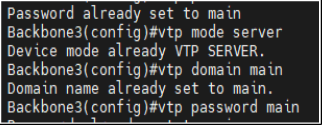 Password already set to main
Backbone3(config)#vtp mode server
Device mode already VTP SERVER.
Backbone3(config)#vtp domain main
Domain name already set to main.
Backbone3(config)#vtp password main